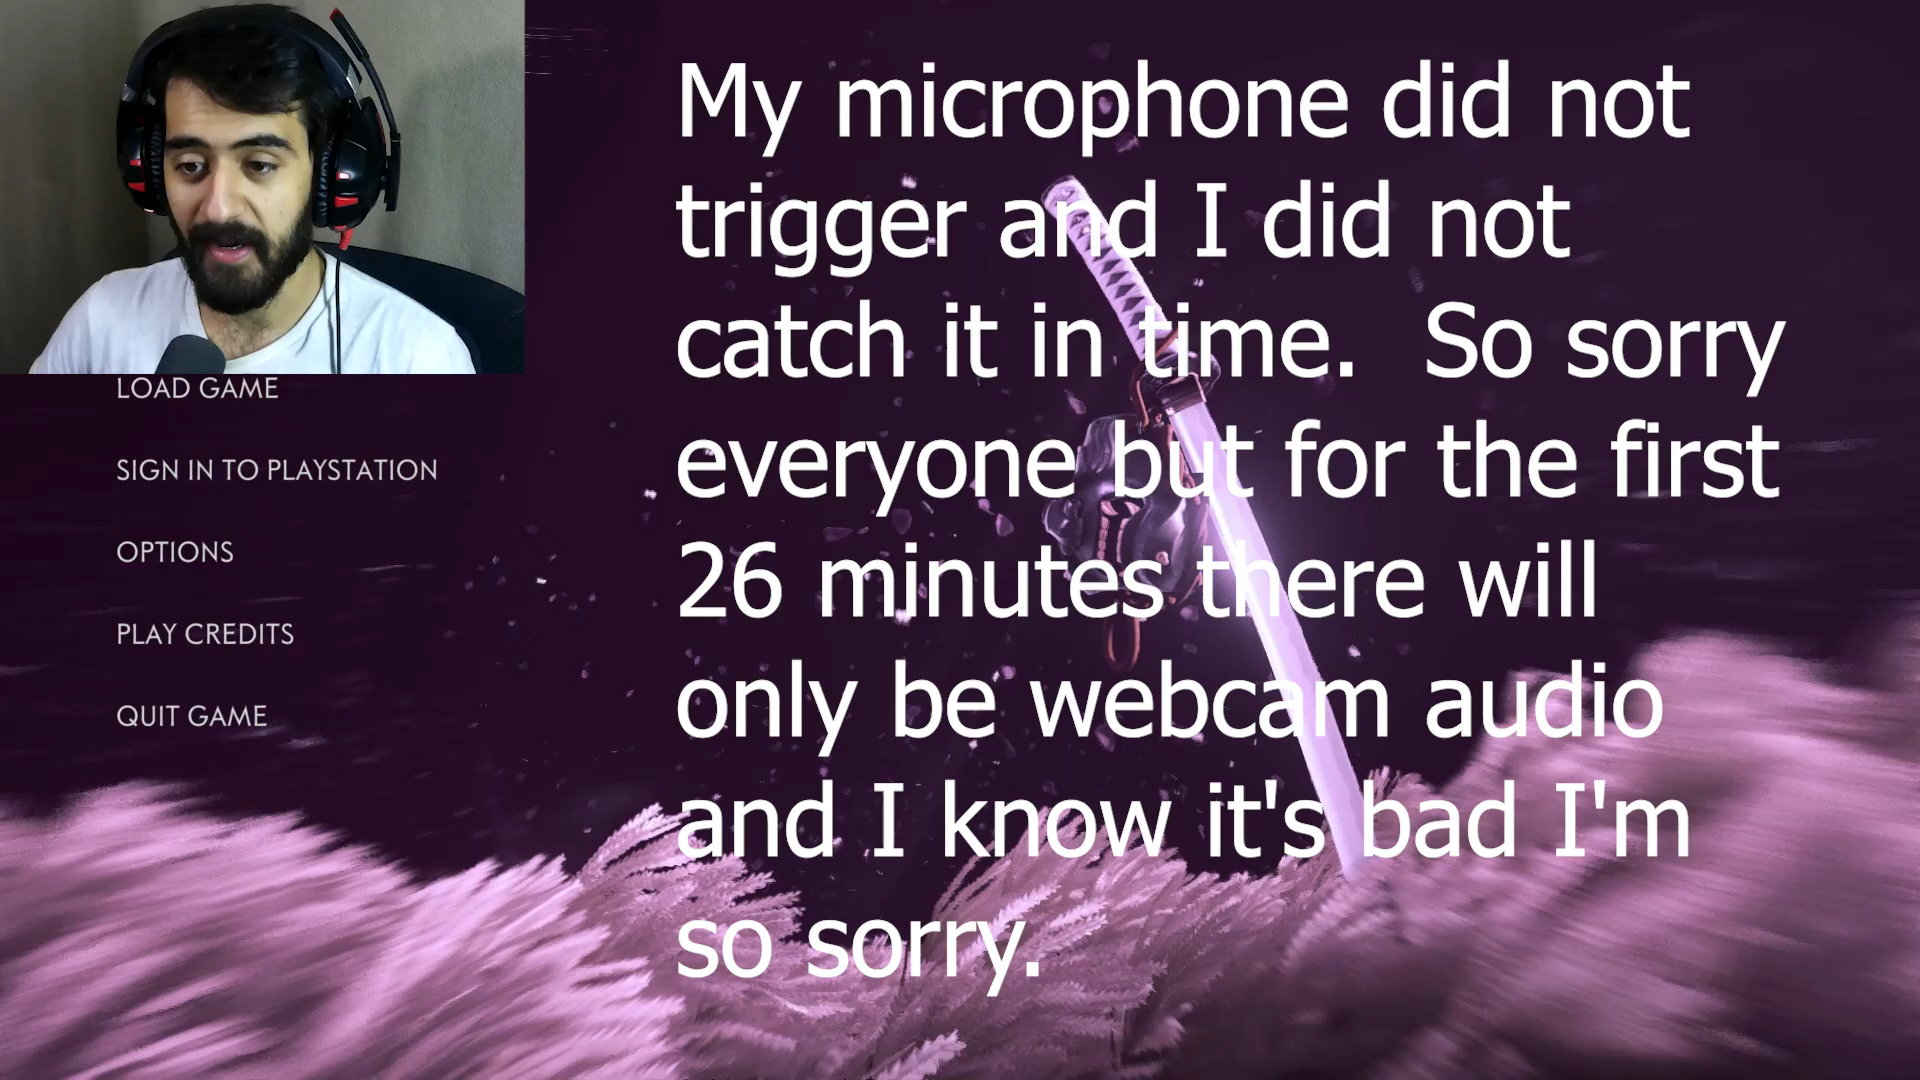 My microphone did not
trigger and I did not
catch it in time.  So sorry
everyone but for the first
26 minutes there will
only be webcam audio
and I know it's bad I'm
so sorry.
LOAD GAME
SIGN IN TO PLAYSTATION
OPTIONS
PLAY CREDITS
QUIT GAME